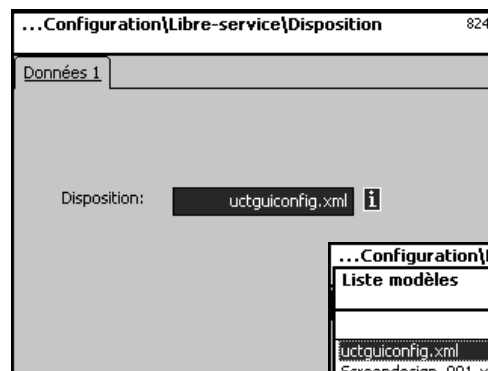 ...Configuration\Libre-service\Disposition 824
Données 1
Disposition: uctguiconfig.xml i
...Configuration\
Liste modèles
uctguiconfig.xml